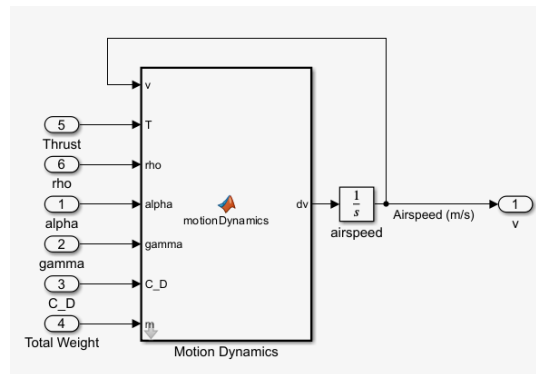 v
5
T
Thrust
6
rho
rho
1
alpha
motionDynamics
dv
1
s
Airspeed (m/s)
1
v
alpha
airspeed
2
gamma
gamma
3
C_D
C_D
4
m
Total Weight
Motion Dynamics